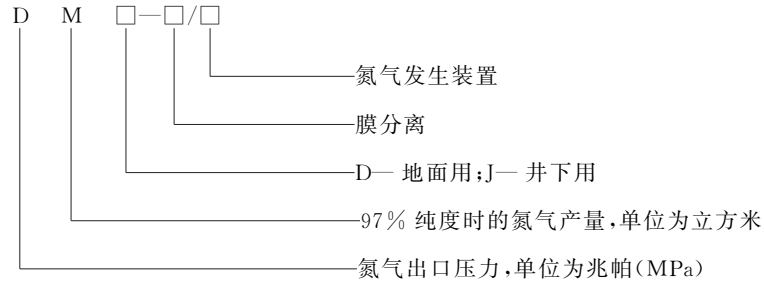 D M □—□/□
氮气发生装置
膜分离
D— 地面用;J— 井下用
97% 纯度时的氮气产量,单位为立方米
氮气出口压力,单位为兆帕(MPa)